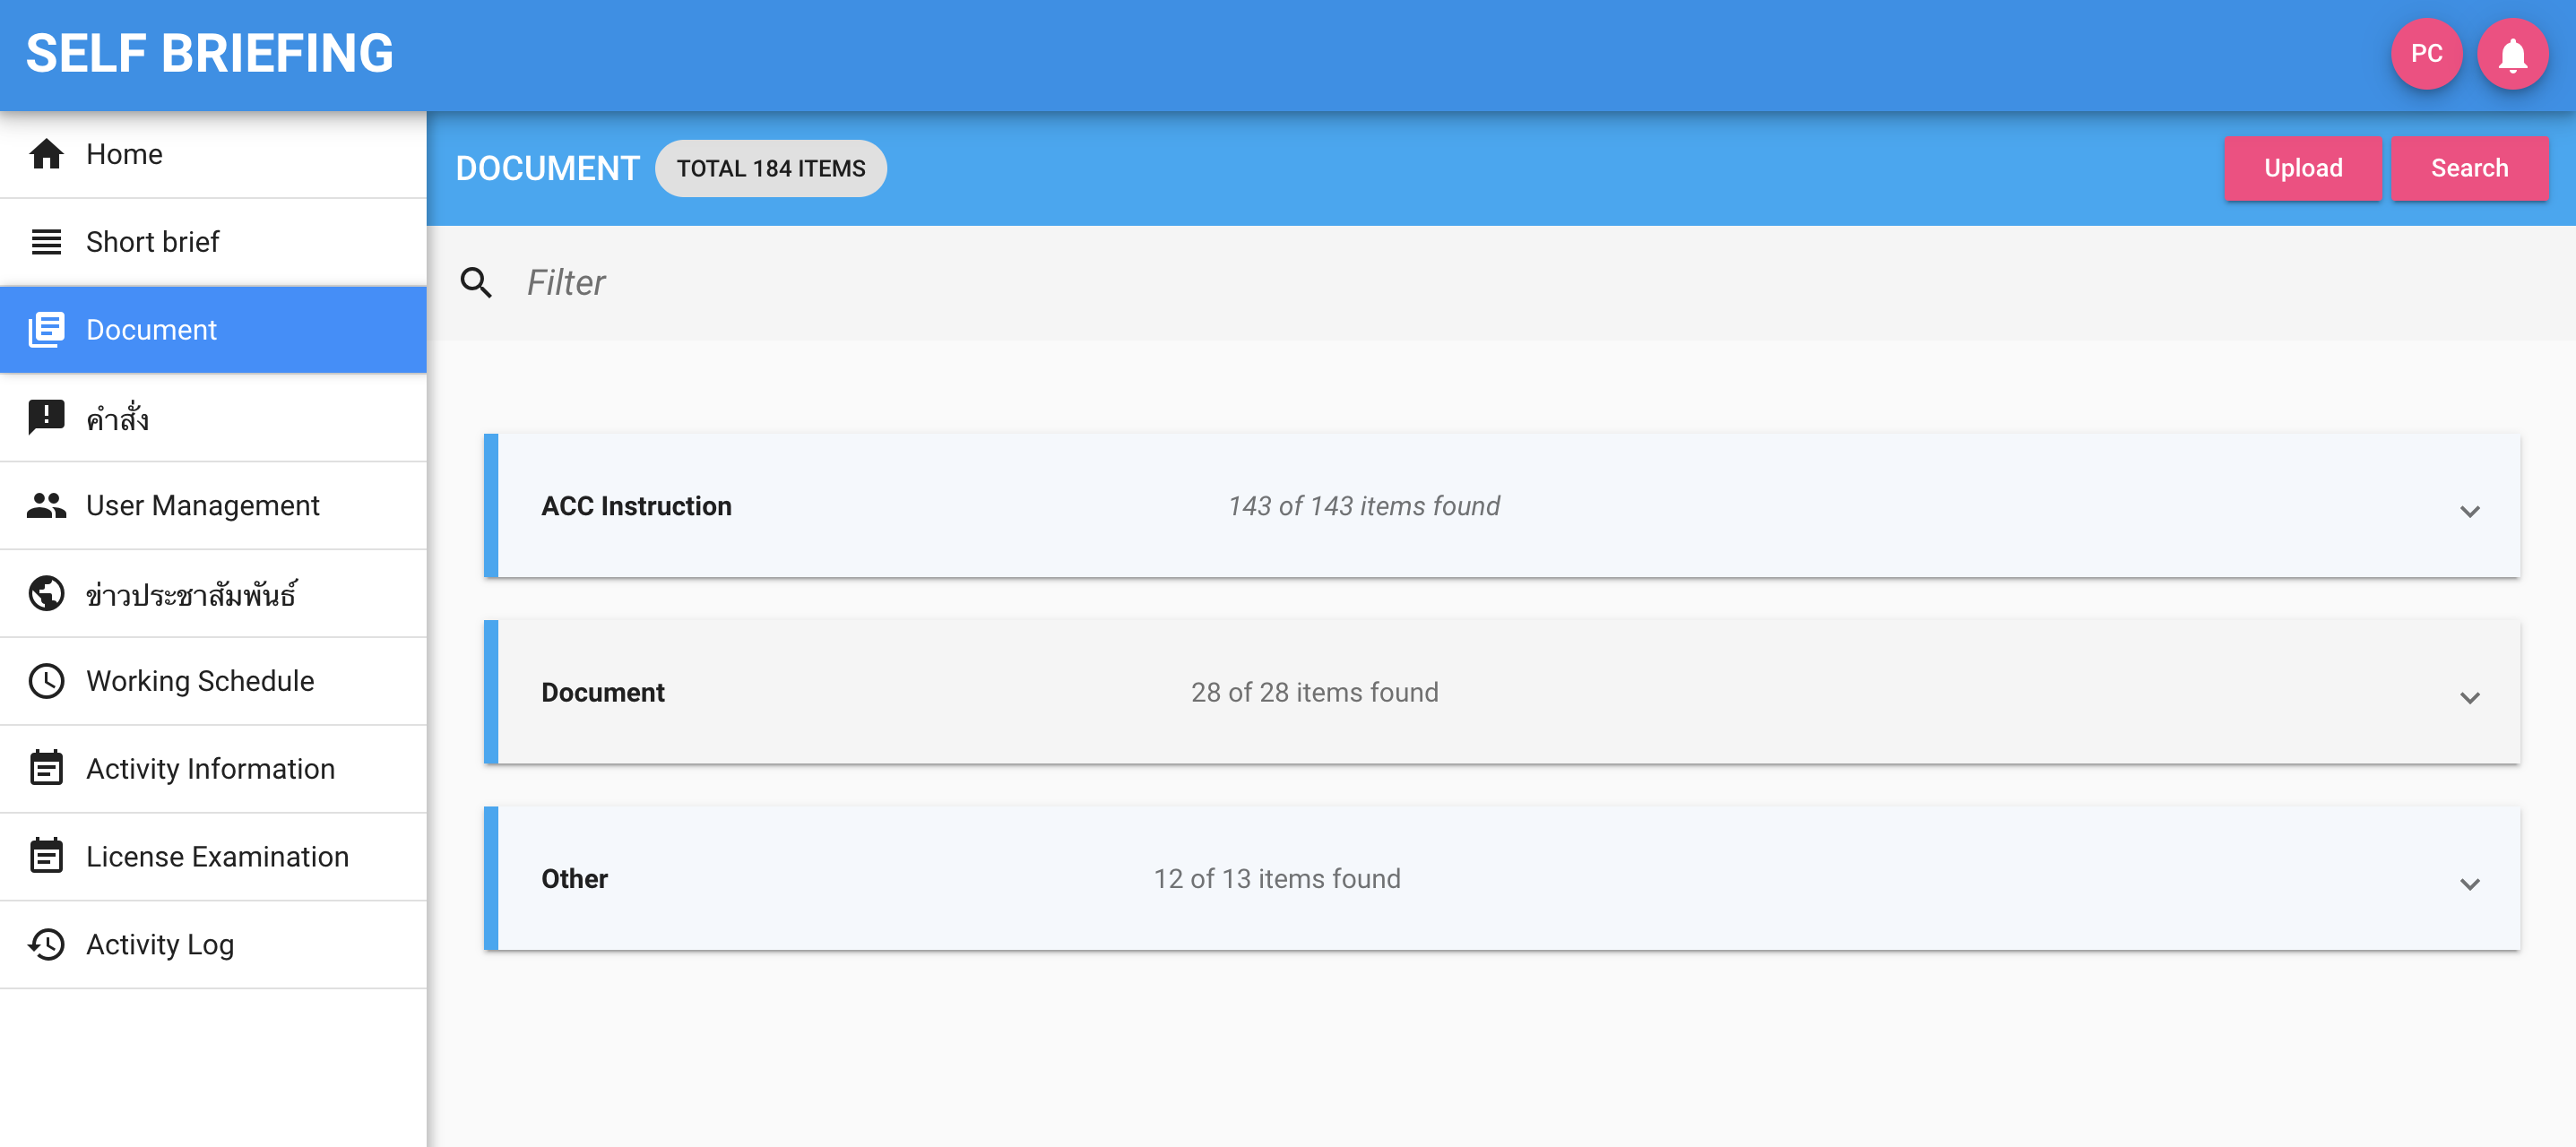 SELF BRIEFING
PC
Home
Short brief
Document
คำสั่ง
User Management
ข่าวประชาสัมพันธ์
Working Schedule
Activity Information
License Examination
Activity Log
DOCUMENT TOTAL 184 ITEMS Upload Search
Filter
ACC Instruction 143 of 143 items found
Document 28 of 28 items found
Other 12 of 13 items found